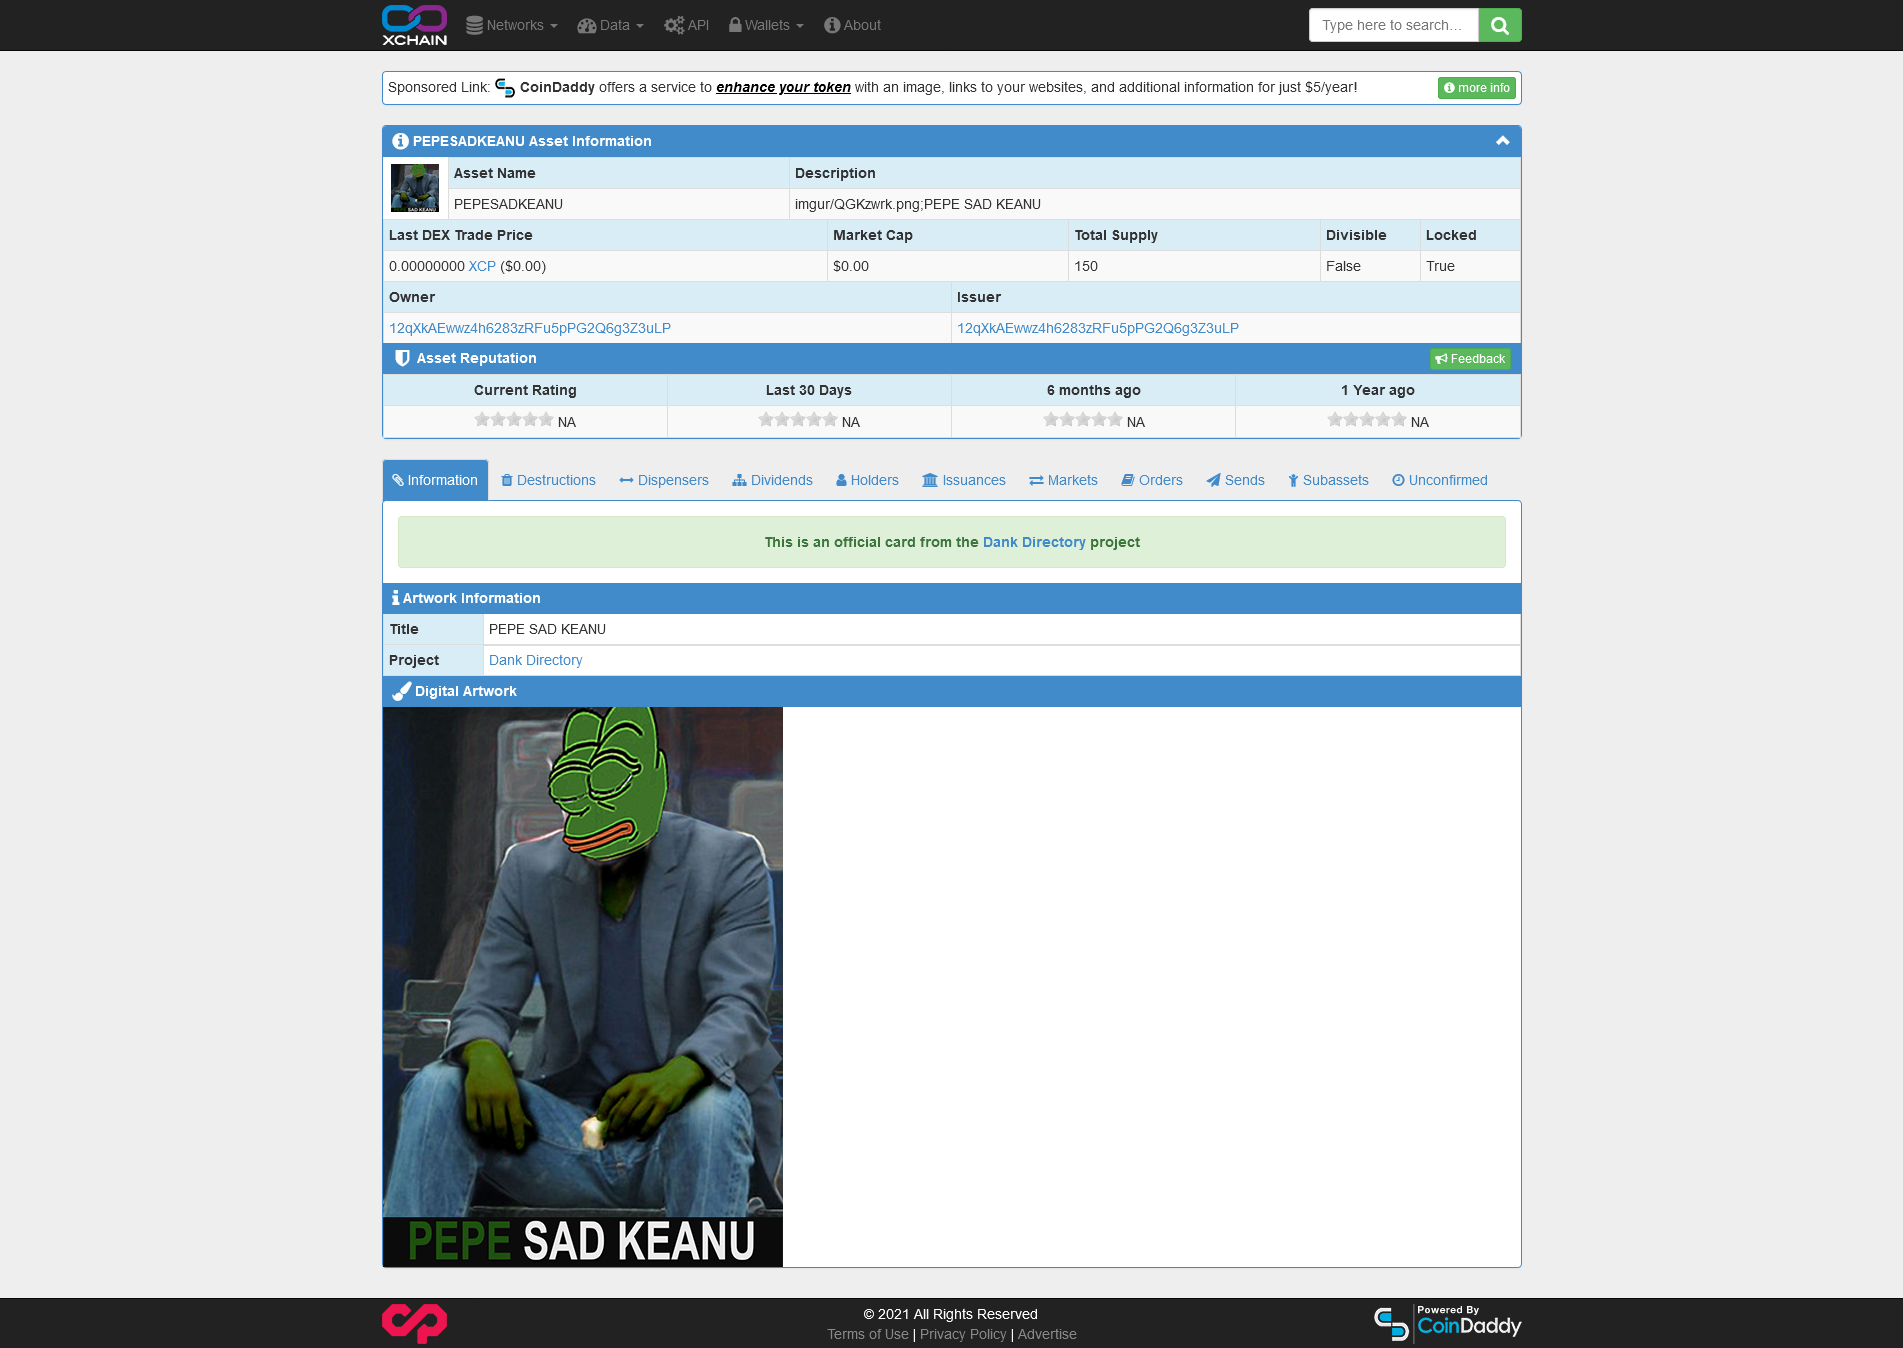 XCHAIN
Networks
Data
API
Wallets
About
Type here to search...
Sponsored Link: CoinDaddy offers a service to enhance your token with an image, links to your websites, and additional information for just $5/year!
more info
PEPESADKEANU Asset Information
Asset Name
Description
PEPESADKEANU
imgur/QGKzwrk.png;PEPE SAD KEANU
Last DEX Trade Price
Market Cap
Total Supply
Divisible
Locked
0.00000000 XCP ($0.00)
$0.00
150
False
True
Owner
Issuer
12qXkAEwwz4h6283zRFu5pPG2Q6g3Z3uLP
12qXkAEwwz4h6283zRFu5pPG2Q6g3Z3uLP
Asset Reputation
Feedback
Current Rating
Last 30 Days
6 months ago
1 Year ago
NA
NA
NA
NA
Information
Destructions
Dispensers
Dividends
Holders
Issuances
Markets
Orders
Sends
Subassets
Unconfirmed
This is an official card from the Dank Directory project
Artwork Information
Title
PEPE SAD KEANU
Project
Dank Directory
Digital Artwork
PEPE SAD KEANU
© 2021 All Rights Reserved
Terms of Use | Privacy Policy | Advertise
Powered By
CoinDaddy